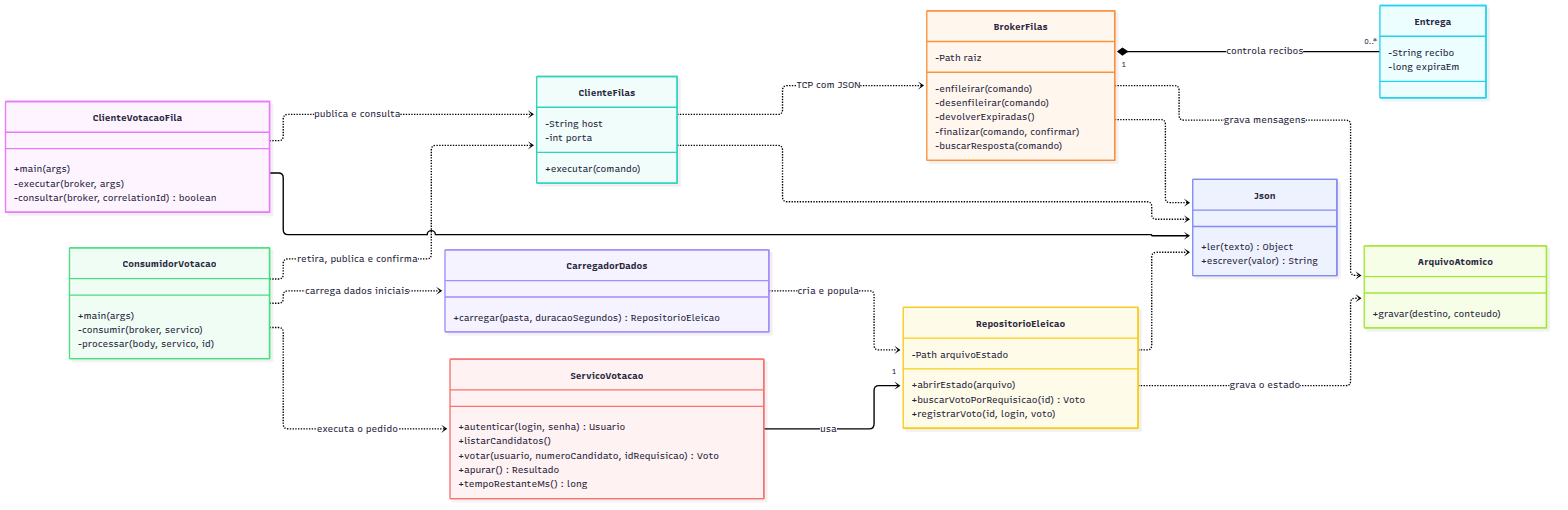 ClienteVotacaoFila
+main(args)
-executar(broker, args)
-consultar(broker, correlationId) : boolean
publica e consulta
ClienteFilas
-String host
-int porta
+executar(comando)
TCP com JSON
BrokerFilas
-Path raiz
-enfileirar(comando)
-desenfileirar(comando)
-devolverExpiradas()
-finalizar(comando, confirmar)
-buscarResposta(comando)
1
controla recibos
0..*
Entrega
-String recibo
-long expiraEm
grava mensagens
Json
+ler(texto) : Object
+escrever(valor) : String
ArquivoAtomico
+gravar(destino, conteudo)
ConsumidorVotacao
+main(args)
-consumir(broker, servico)
-processar(body, servico, id)
retira, publica e confirma
carrega dados iniciais
executa o pedido
CarregadorDados
+carregar(pasta, duracaoSegundos) : RepositorioEleicao
cria e popula
ServicoVotacao
+autenticar(login, senha) : Usuario
+listarCandidatos()
+votar(usuario, numeroCandidato, idRequisicao) : Voto
+apurar() : Resultado
+tempoRestanteMs() : long
usa
1
RepositorioEleicao
-Path arquivoEstado
+abrirEstado(arquivo)
+buscarVotoPorRequisicao(id) : Voto
+registrarVoto(id, login, voto)
grava o estado